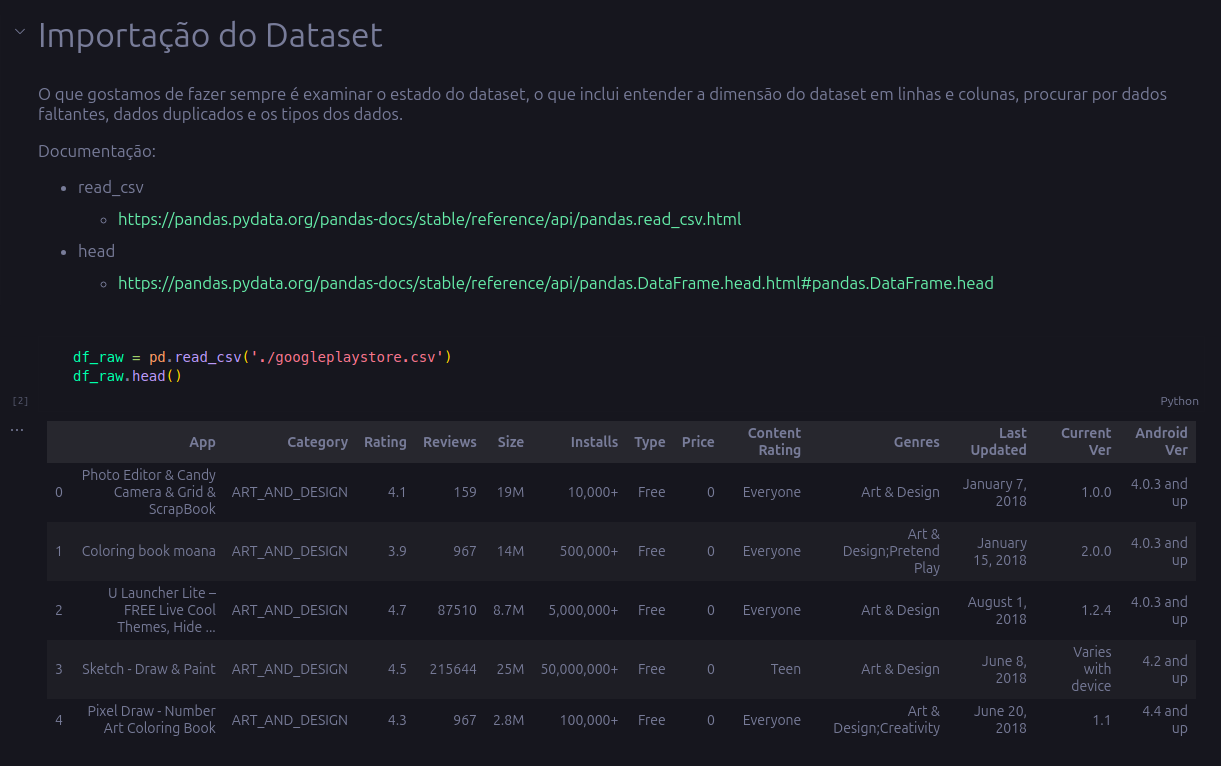 Importação do Dataset
O que gostamos de fazer sempre é examinar o estado do dataset, o que inclui entender a dimensão do dataset em linhas e colunas, procurar por dados
faltantes, dados duplicados e os tipos dos dados.
Documentação:
• read_csv
◦ https://pandas.pydata.org/pandas-docs/stable/reference/api/pandas.read_csv.html
• head
◦ https://pandas.pydata.org/pandas-docs/stable/reference/api/pandas.DataFrame.head.html#pandas.DataFrame.head
df_raw = pd.read_csv('./googleplaystore.csv')
df_raw.head()
[2] Python
...
App Category Rating Reviews Size Installs Type Price Content Rating Genres Last Updated Current Ver Android Ver
0 Photo Editor & Candy Camera & Grid & ScrapBook ART_AND_DESIGN 4.1 159 19M 10,000+ Free 0 Everyone Art & Design January 7, 2018 1.0.0 4.0.3 and up
1 Coloring book moana ART_AND_DESIGN 3.9 967 14M 500,000+ Free 0 Everyone Art & Design;Pretend Play January 15, 2018 2.0.0 4.0.3 and up
2 U Launcher Lite – FREE Live Cool Themes, Hide ... ART_AND_DESIGN 4.7 87510 8.7M 5,000,000+ Free 0 Everyone Art & Design August 1, 2018 1.2.4 4.0.3 and up
3 Sketch - Draw & Paint ART_AND_DESIGN 4.5 215644 25M 50,000,000+ Free 0 Teen Art & Design June 8, 2018 Varies with device 4.2 and up
4 Pixel Draw - Number Art Coloring Book ART_AND_DESIGN 4.3 967 2.8M 100,000+ Free 0 Everyone Art & Design;Creativity June 20, 2018 1.1 4.4 and up